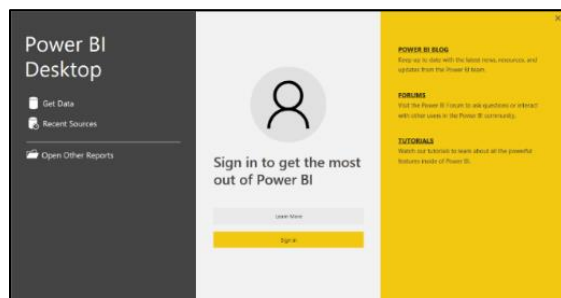 Power BI
Desktop
Get Data
Recent Sources
Open Other Reports
Sign in to get the most
out of Power BI
Learn More
Sign in
POWER BI BLOG
Keep up to date with the latest news, resources, and
updates from the Power BI team.
FORUMS
Visit the Power BI Forum to ask questions or interact
with other users in the Power BI community.
TUTORIALS
Watch our tutorials to learn about all the powerful
features inside of Power BI.